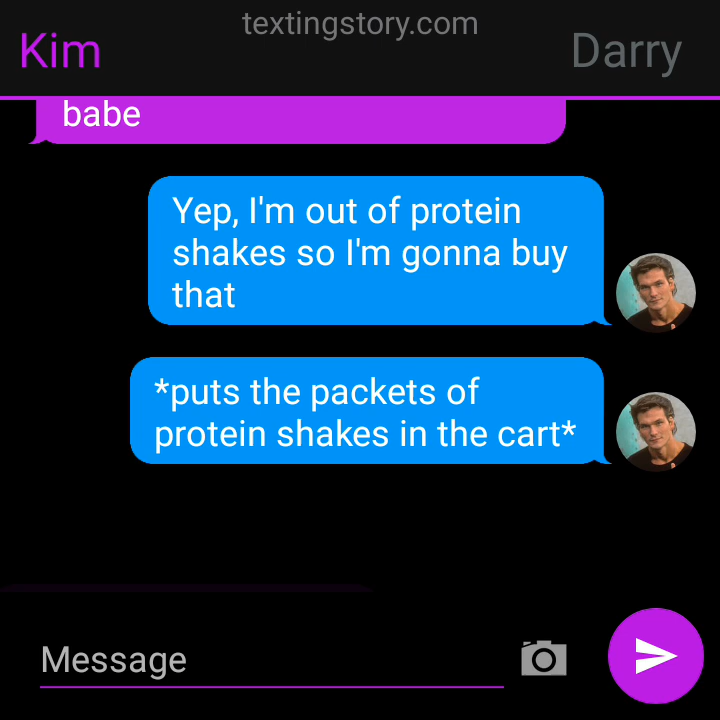 textingstory.com
Kim
Darry
babe
Yep, I'm out of protein
shakes so I'm gonna buy
that
*puts the packets of
protein shakes in the cart*
Message